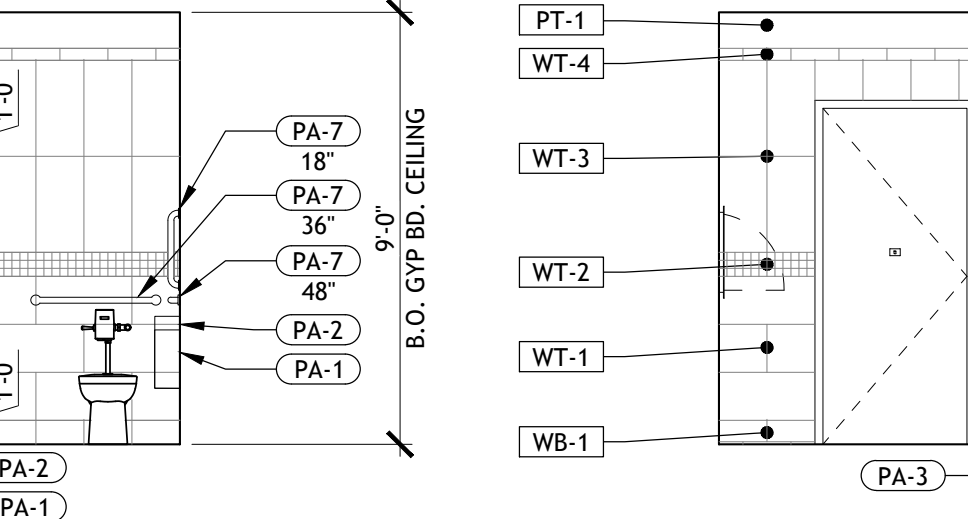 PT-1
WT-4
WT-3
WT-2
WT-1
WB-1
PA-3
PA-7
18"
PA-7
36"
PA-7
48"
PA-2
PA-1
9'-0"
B.O. GYP BD. CEILING
PA-2
PA-1